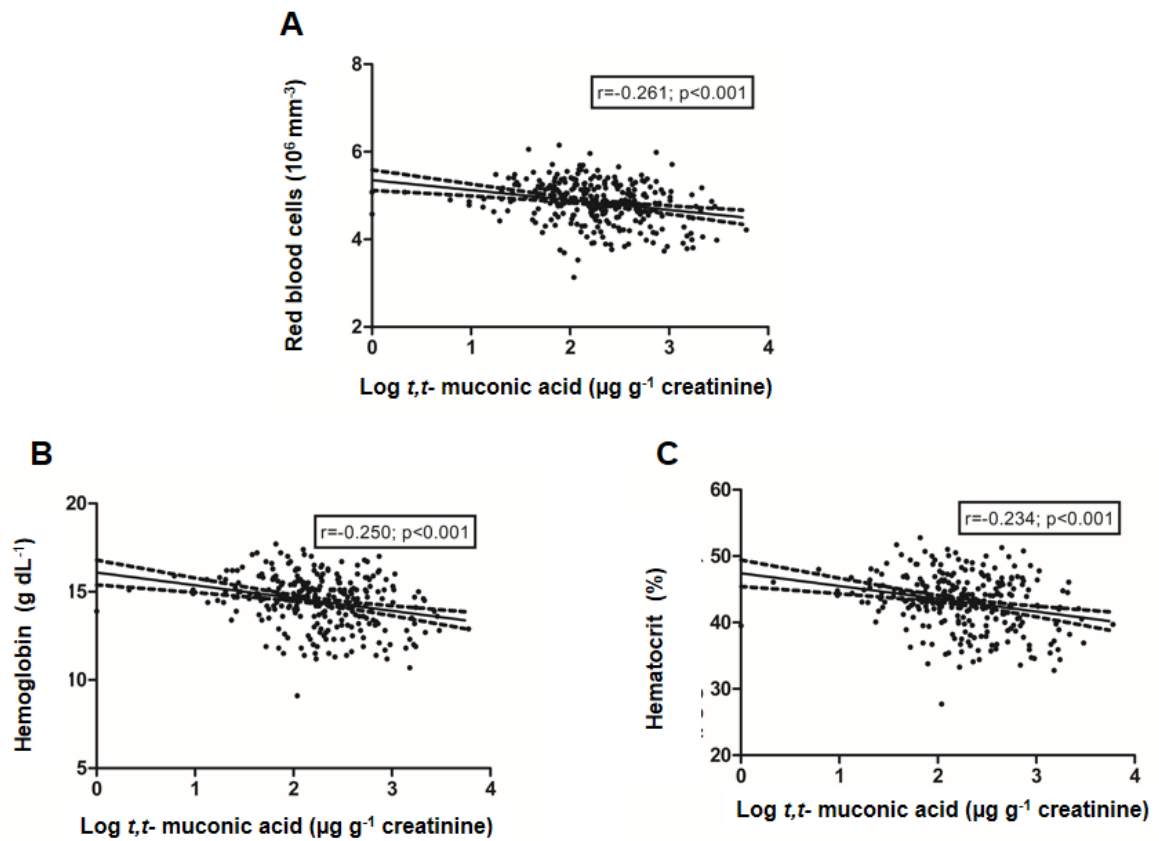 A
Red blood cells (10⁶ mm⁻³)
8
6
4
2
r=-0.261; p<0.001
0 1 2 3 4
Log t,t- muconic acid (µg g⁻¹ creatinine)
B
Hemoglobin (g dL⁻¹)
20
15
10
5
r=-0.250; p<0.001
0 1 2 3 4
Log t,t- muconic acid (µg g⁻¹ creatinine)
C
Hematocrit (%)
60
50
40
30
20
r=-0.234; p<0.001
0 1 2 3 4
Log t,t- muconic acid (µg g⁻¹ creatinine)